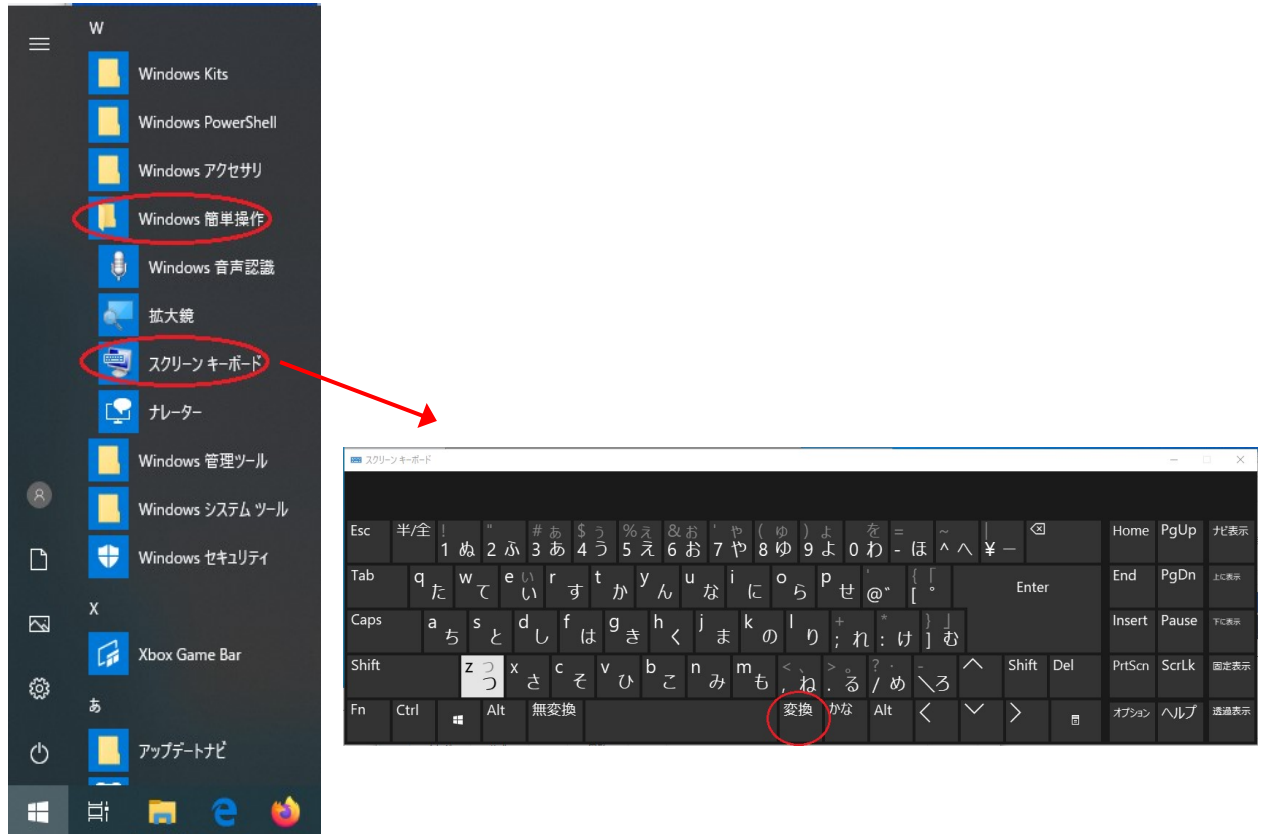 W
Windows Kits
Windows PowerShell
Windows アクセサリ
Windows 簡単操作
Windows 音声認識
拡大鏡
スクリーン キーボード
ナレーター
Windows 管理ツール
Windows システム ツール
Windows セキュリティ
X
Xbox Game Bar
あ
アップデートナビ
スクリーン キーボード
Esc 半/全 ! 1 ぬ " 2 ふ # ぁ 3 あ $ ぅ 4 う % ぇ 5 え & ぉ 6 お ' ゃ 7 や ( ゅ 8 ゆ ) ょ 9 よ を 0 わ = - ほ ~ ^ へ | ¥ ー Home PgUp ナビ表示
Tab q た w て e ぃ い r す t か y ん u な i に o ら p せ ` @ ゛ { 「 [ ゜ Enter End PgDn 上に表示
Caps a ち s と d し f は g き h く j ま k の l り + ; れ * : け } 」 ] む Insert Pause 下に表示
Shift z っ つ x さ c そ v ひ b こ n み m も < 、 , ね > 。 . る ? ・ / め _ \ ろ Shift Del PrtScn ScrLk 固定表示
Fn Ctrl Alt 無変換 変換 かな Alt オプション ヘルプ 透過表示